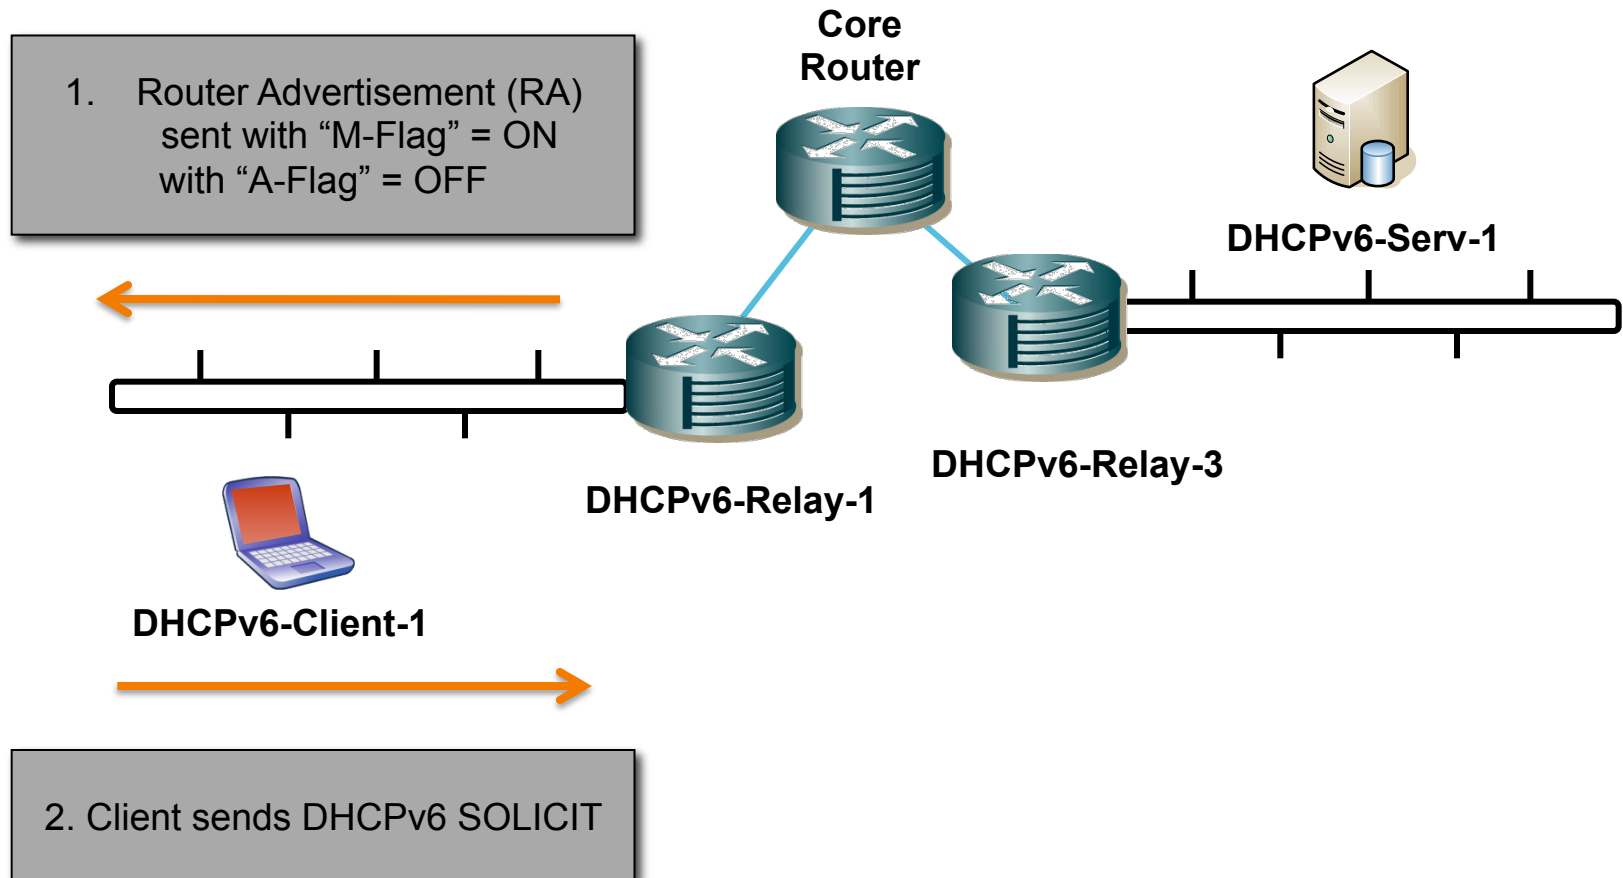 Core
Router
1. Router Advertisement (RA)
sent with “M-Flag” = ON
with “A-Flag” = OFF
DHCPv6-Serv-1
DHCPv6-Relay-3
DHCPv6-Relay-1
DHCPv6-Client-1
2. Client sends DHCPv6 SOLICIT